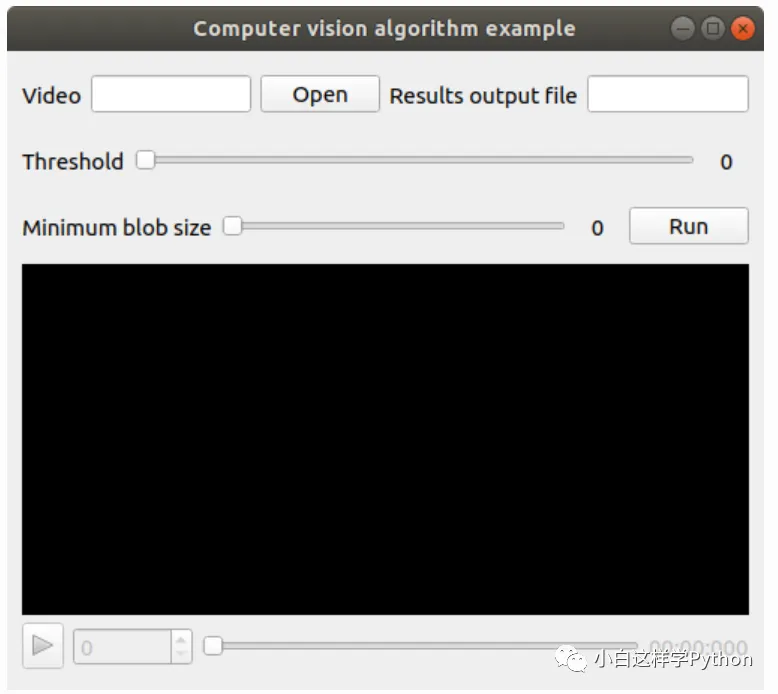 Computer vision algorithm example
Video Open Results output file
Threshold 0
Minimum blob size 0 Run
0 00:00:000
小白这样学Python